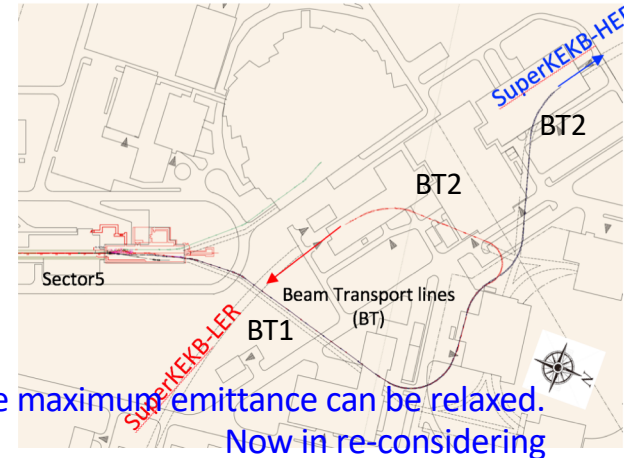 SuperKEKB-HER
BT2
BT2
Sector5
Beam Transport lines
(BT)
BT1
SuperKEKB-LER
e maximum emittance can be relaxed.
Now in re-considering
N